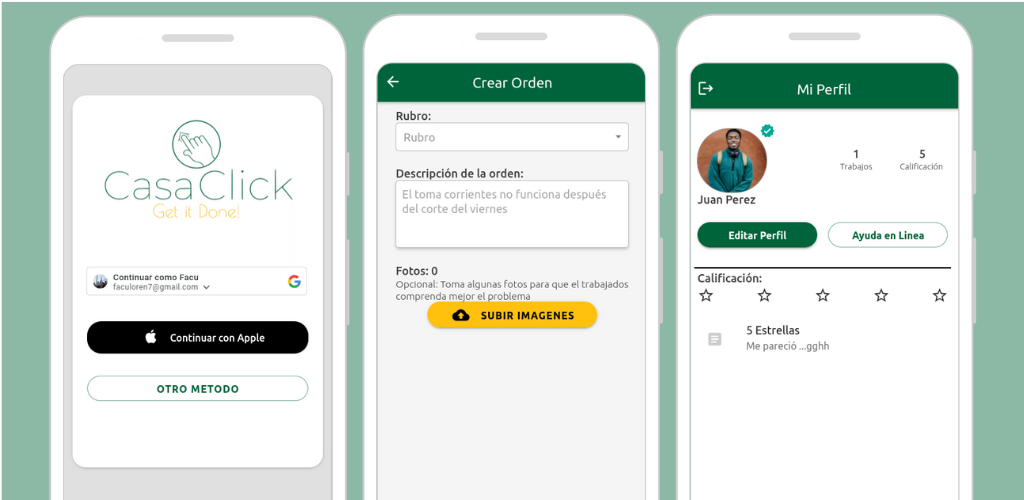 CasaClick
Get it Done!
Continuar como Facu
faculoren7@gmail.com
Continuar con Apple
OTRO METODO
Crear Orden
Rubro:
Rubro
Descripción de la orden:
El toma corrientes no funciona después
del corte del viernes
Fotos: 0
Opcional: Toma algunas fotos para que el trabajados
comprenda mejor el problema
SUBIR IMAGENES
Mi Perfil
1
Trabajos
5
Calificación
Juan Perez
Editar Perfil
Ayuda en Linea
Calificación:
5 Estrellas
Me pareció ...gghh